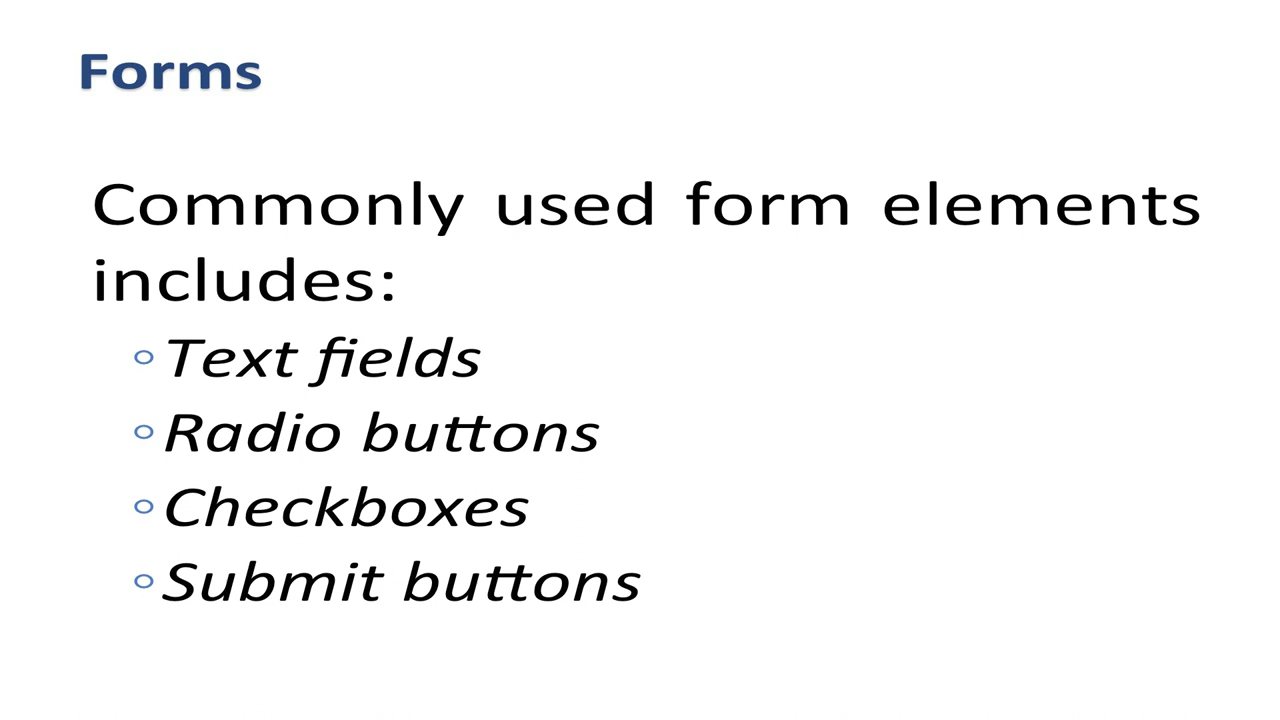 Forms
Commonly used form elements
includes:
Text fields
Radio buttons
Checkboxes
Submit buttons